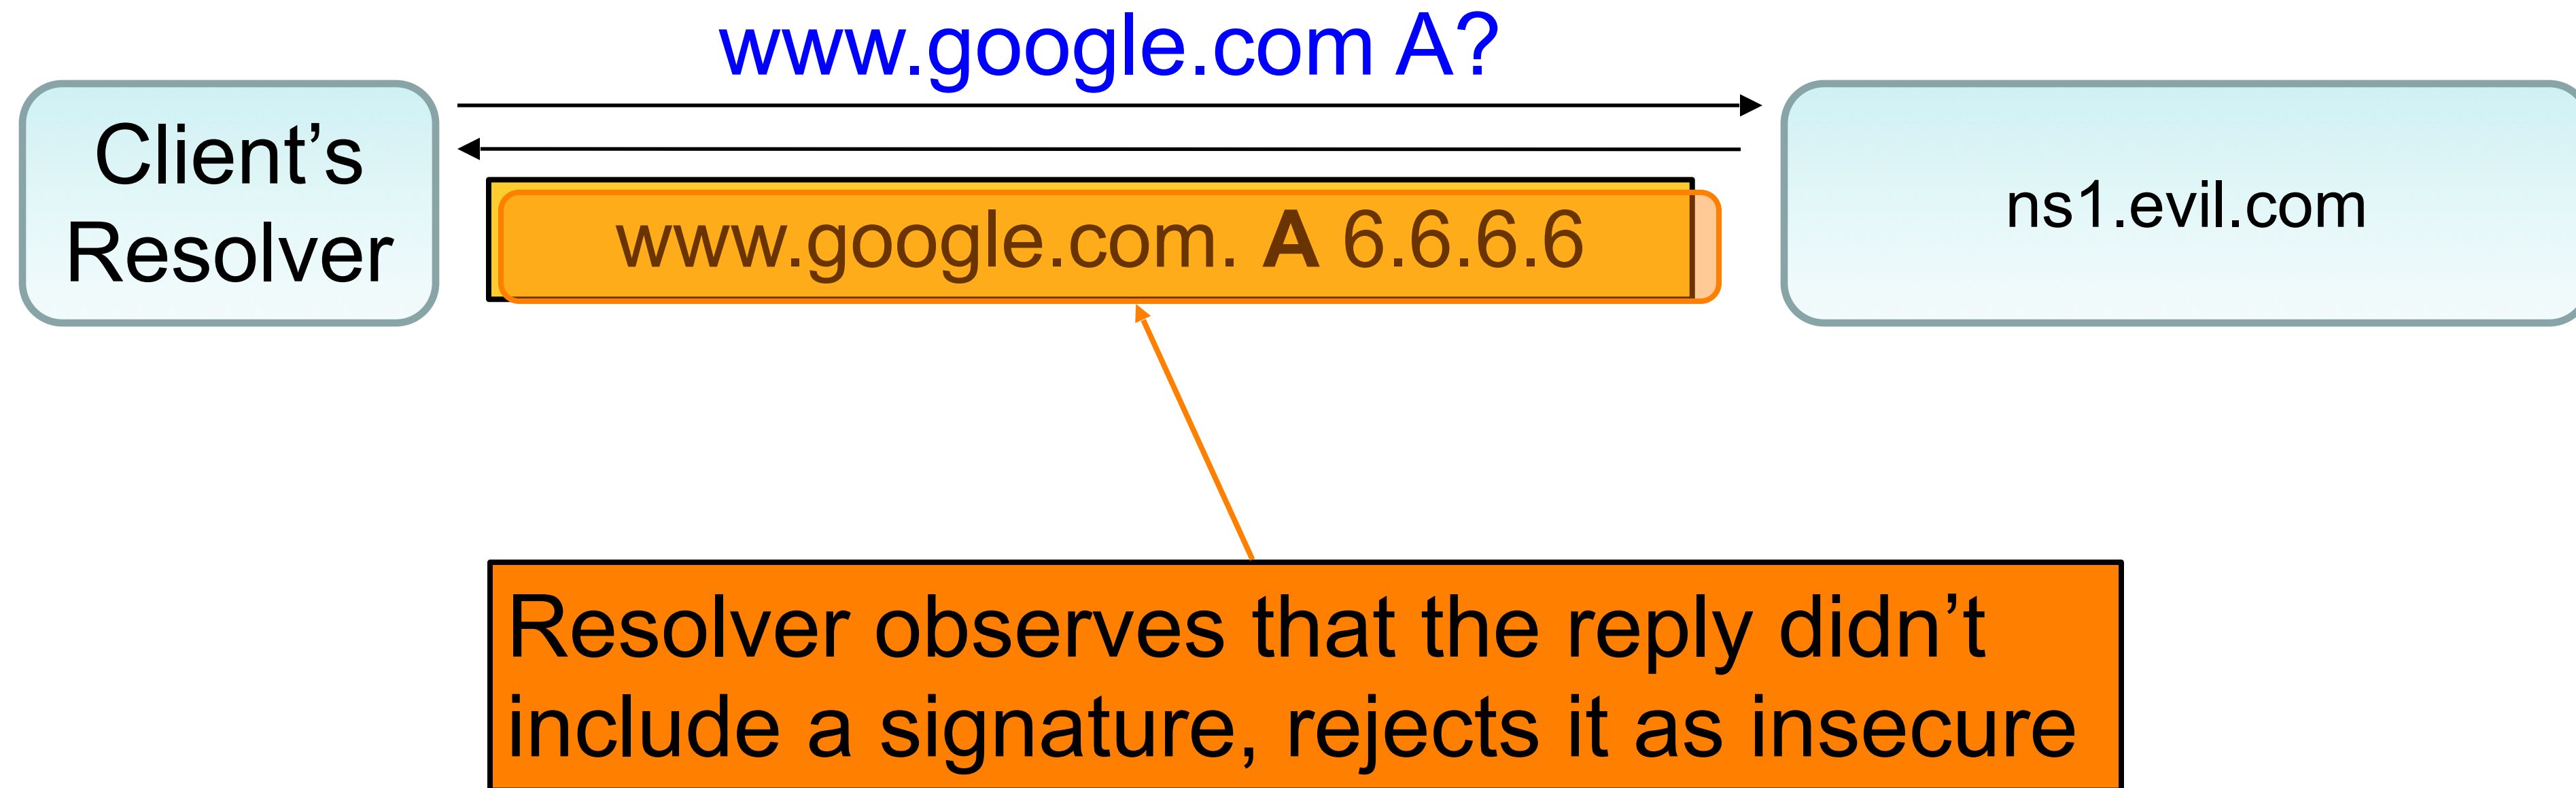 www.google.com A?
Client’s
Resolver
www.google.com. A 6.6.6.6
ns1.evil.com
Resolver observes that the reply didn’t
include a signature, rejects it as insecure